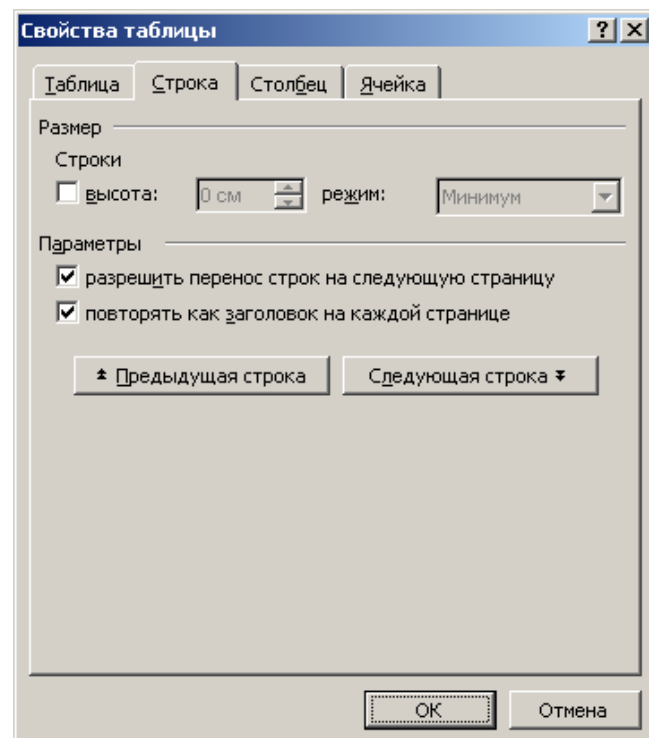 Свойства таблицы
Таблица Строка Столбец Ячейка
Размер
Строки
высота: 0 см режим: Минимум
Параметры
разрешить перенос строк на следующую страницу
повторять как заголовок на каждой странице
Предыдущая строка Следующая строка
ОК Отмена